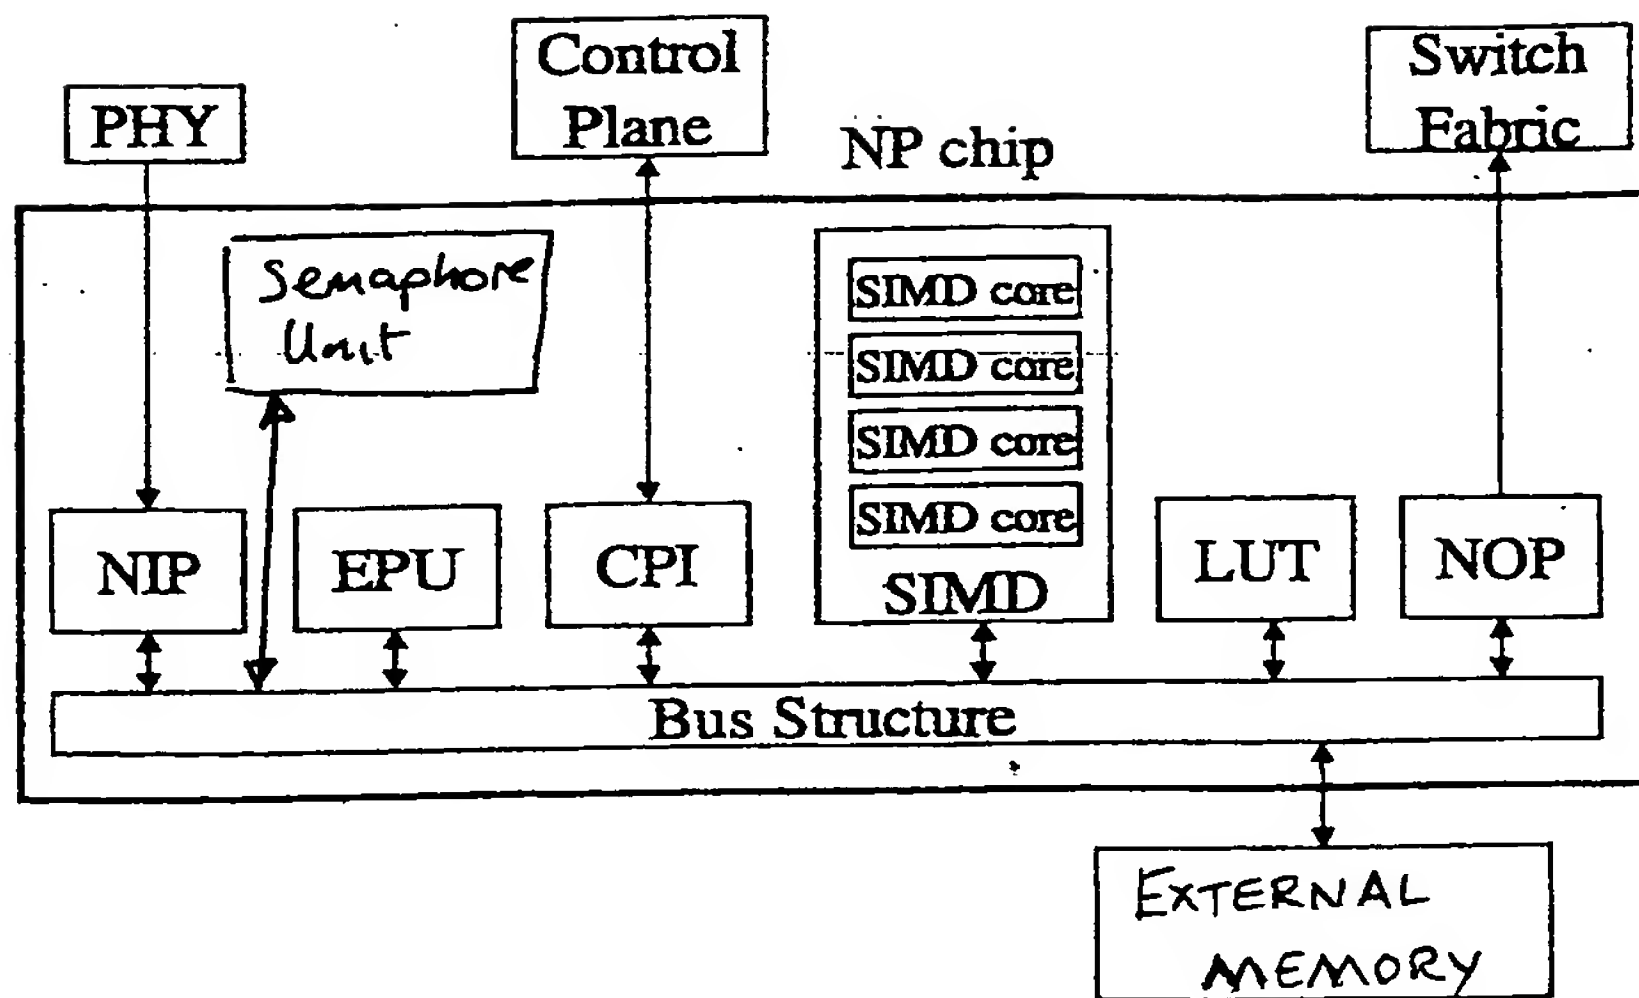 Control
Plane
Switch
Fabric
PHY
NP chip
Semaphore
Unit
SIMD core
SIMD core
SIMD core
SIMD core
SIMD
NIP
EPU
CPI
LUT
NOP
Bus Structure
EXTERNAL
MEMORY